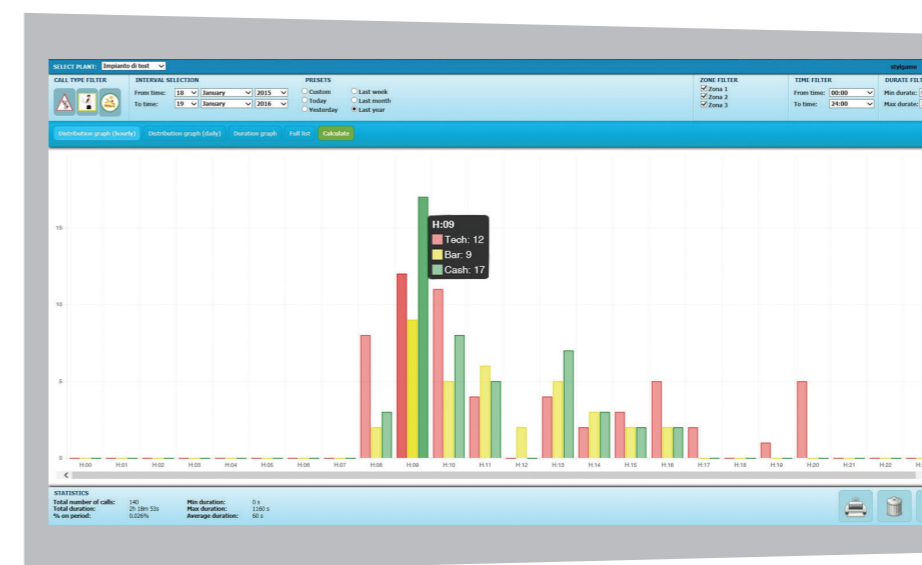 SELECT PLANT: Impianto di test
stylgame
CALL TYPE FILTER
INTERVAL SELECTION
From time: 18 January 2015
To time: 19 January 2016
PRESETS
Custom
Today
Yesterday
Last week
Last month
Last year
ZONE FILTER
Zona 1
Zona 2
Zona 3
TIME FILTER
From time: 00:00
To time: 24:00
DURATE FILT
Min durate:
Max durate:
Distribution graph (hourly) Distribution graph (daily) Duration graph Full list Calculate
15
10
5
0
H:09
Tech: 12
Bar: 9
Cash: 17
H:00 H:01 H:02 H:03 H:04 H:05 H:06 H:07 H:08 H:09 H:10 H:11 H:12 H:13 H:14 H:15 H:16 H:17 H:18 H:19 H:20 H:21 H:22 H:
STATISTICS
Total number of calls: 140
Total duration: 2h 18m 53s
% on period: 0.026%
Min duration: 0 s
Max duration: 1160 s
Average duration: 60 s